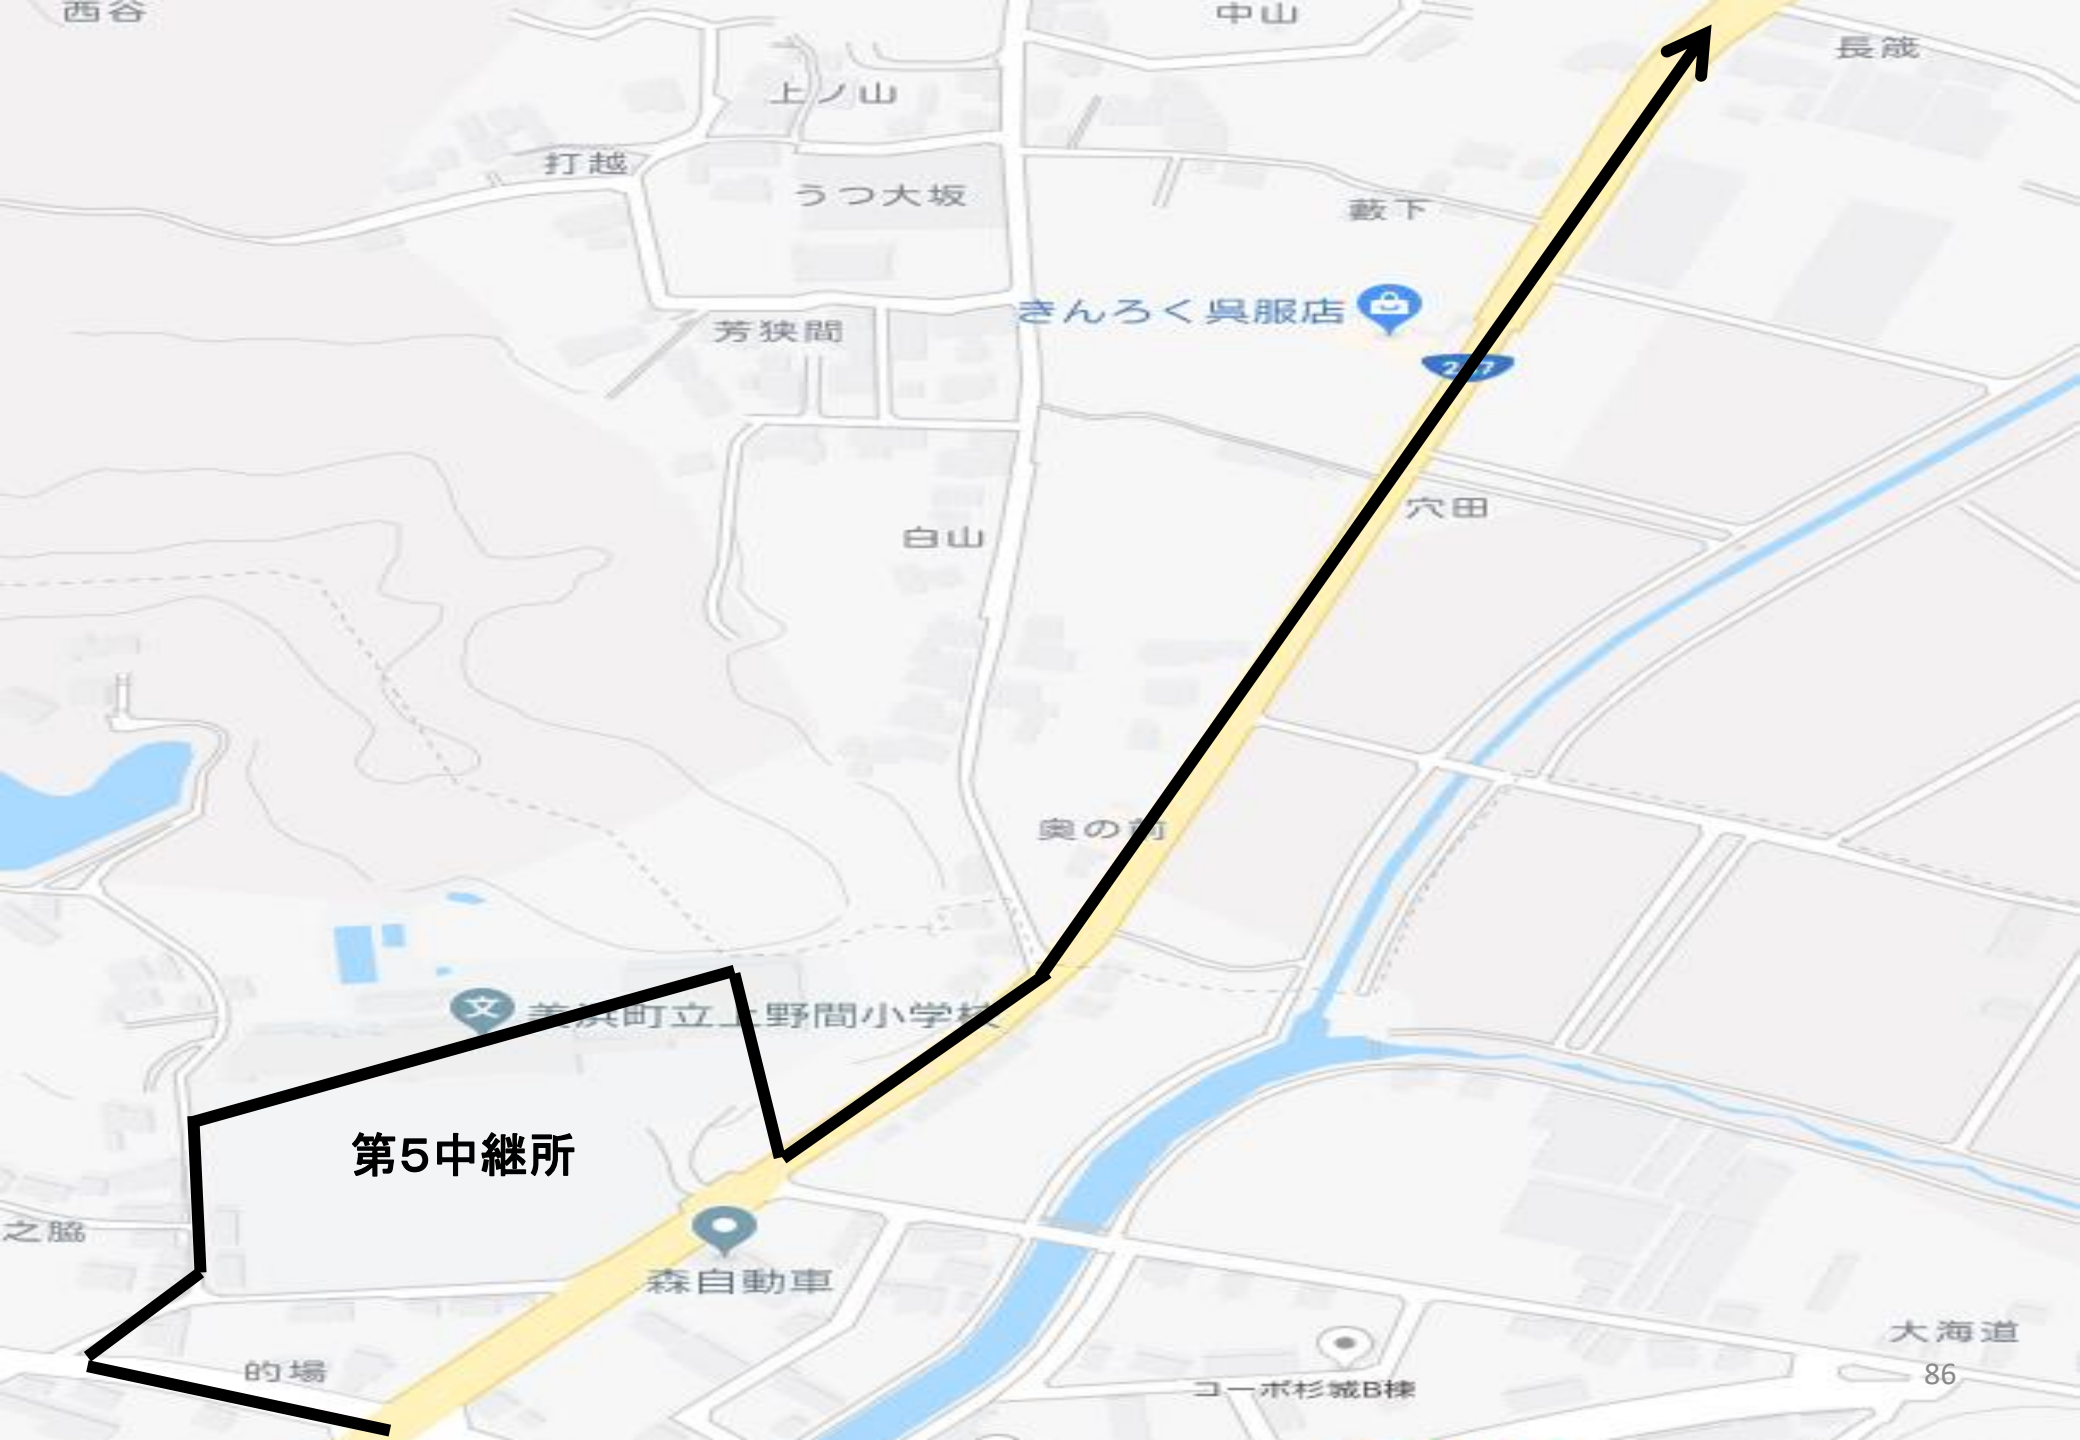 西谷
中山
長筬
上ノ山
打越
うつ大坂
藪下
きんろく呉服店
芳狭間
穴田
白山
奥の前
美浜町立上野間小学校
第5中継所
之脇
森自動車
大海道
的場
86
コーポ杉城B棟